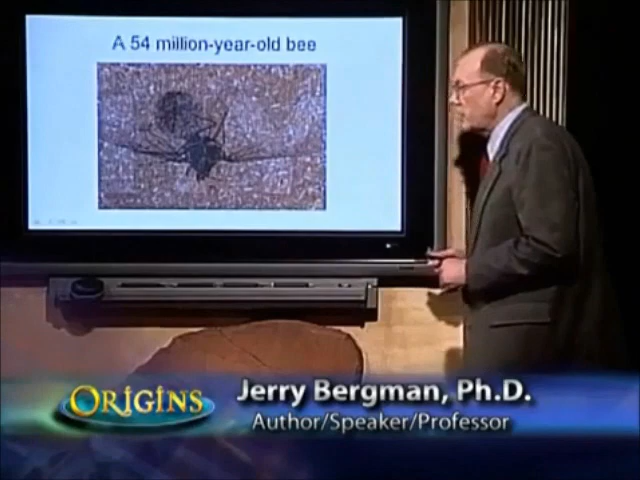 A 54 million-year-old bee
ORiGiNS
Jerry Bergman, Ph.D.
Author/Speaker/Professor